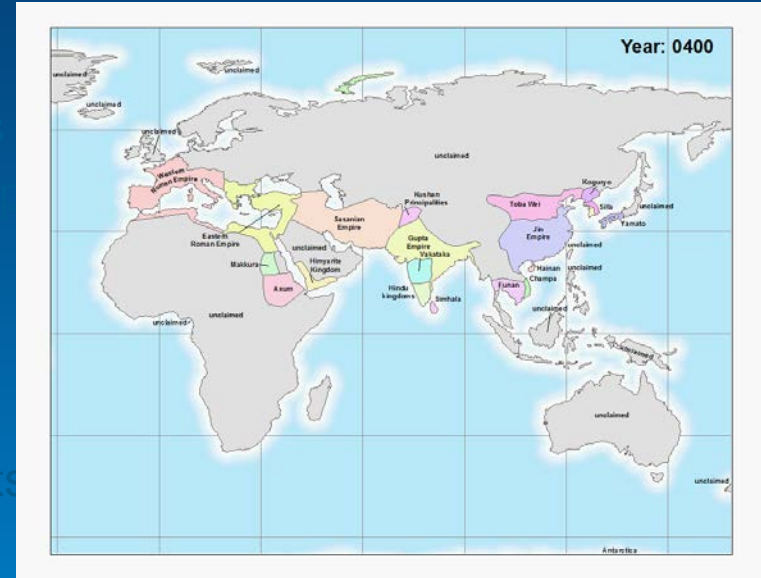 Year: 0400
unclaimed
unclaimed
unclaimed
unclaimed
unclaimed
Western
Roman Empire
Eastern
Roman Empire
Sasanian
Empire
Kushan
Principalities
Toba Wei
Koguryo
Silla
Yamato
unclaimed
Jin
Empire
Gupta
Empire
Vakataka
unclaimed
Himyarite
Kingdom
Makkura
Axum
Hindu
kingdoms
Simhala
Hainan
Champa
Funan
unclaimed
unclaimed
unclaimed
unclaimed
unclaimed
unclaimed
unclaimed
unclaimed
unclaimed
Antarctica